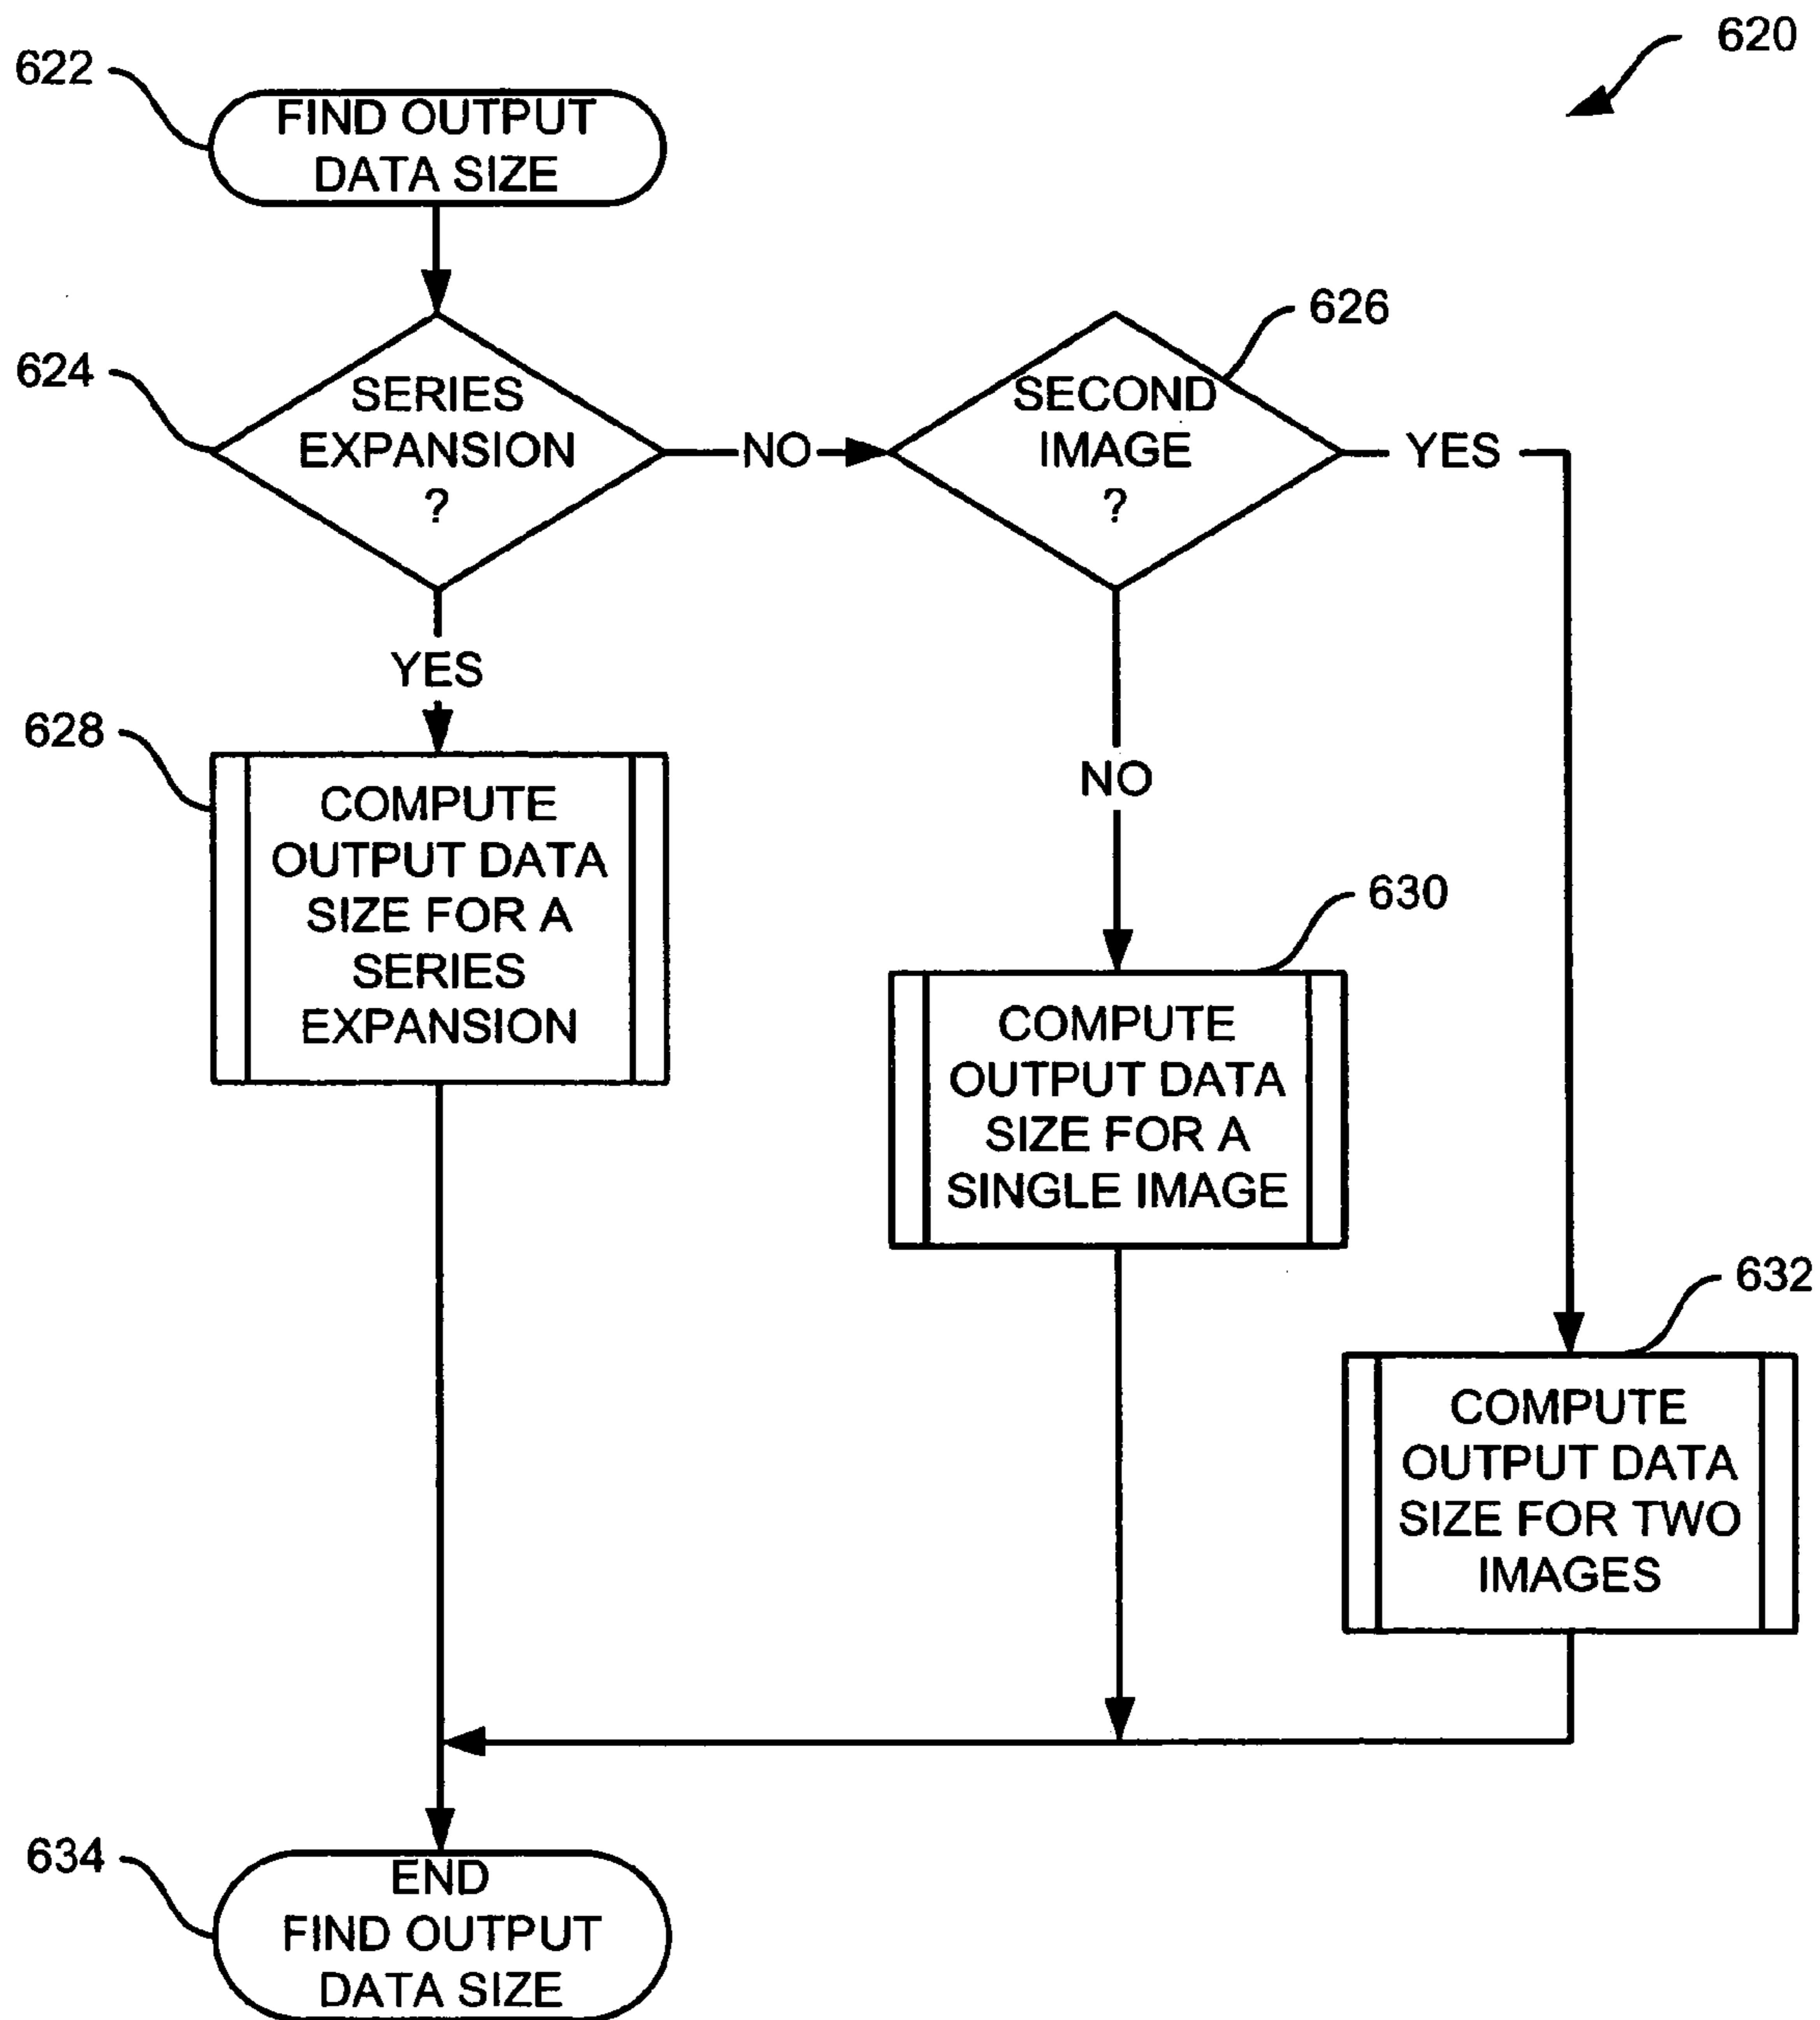 620
622
FIND OUTPUT
DATA SIZE
624
SERIES
EXPANSION
?
NO
626
SECOND
IMAGE
?
YES
YES
NO
628
COMPUTE
OUTPUT DATA
SIZE FOR A
SERIES
EXPANSION
630
COMPUTE
OUTPUT DATA
SIZE FOR A
SINGLE IMAGE
632
COMPUTE
OUTPUT DATA
SIZE FOR TWO
IMAGES
634
END
FIND OUTPUT
DATA SIZE